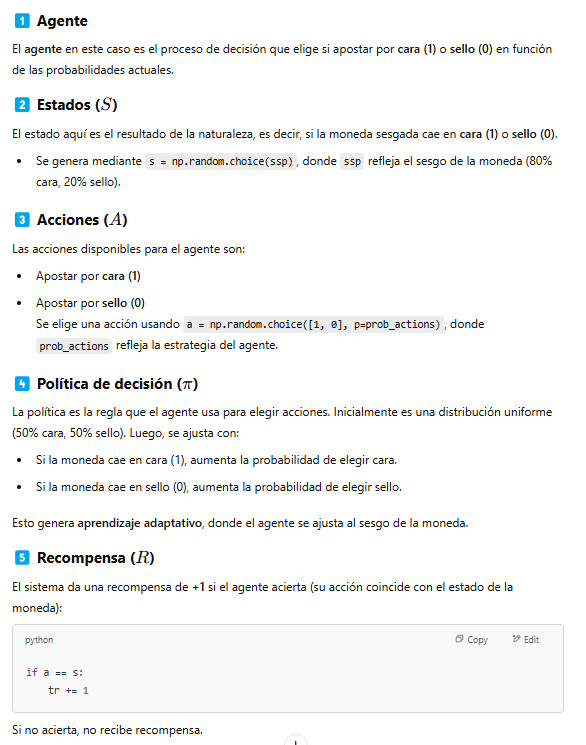 1 Agente
El agente en este caso es el proceso de decisión que elige si apostar por cara (1) o sello (0) en función
de las probabilidades actuales.
2 Estados (S)
El estado aquí es el resultado de la naturaleza, es decir, si la moneda sesgada cae en cara (1) o sello (0).
• Se genera mediante s = np.random.choice(ssp), donde ssp refleja el sesgo de la moneda (80%
cara, 20% sello).
3 Acciones (A)
Las acciones disponibles para el agente son:
• Apostar por cara (1)
• Apostar por sello (0)
Se elige una acción usando a = np.random.choice([1, 0], p=prob_actions), donde
prob_actions refleja la estrategia del agente.
4 Política de decisión (π)
La política es la regla que el agente usa para elegir acciones. Inicialmente es una distribución uniforme
(50% cara, 50% sello). Luego, se ajusta con:
• Si la moneda cae en cara (1), aumenta la probabilidad de elegir cara.
• Si la moneda cae en sello (0), aumenta la probabilidad de elegir sello.
Esto genera aprendizaje adaptativo, donde el agente se ajusta al sesgo de la moneda.
5 Recompensa (R)
El sistema da una recompensa de +1 si el agente acierta (su acción coincide con el estado de la
moneda):
python Copy Edit
if a == s:
    tr += 1
Si no acierta, no recibe recompensa.